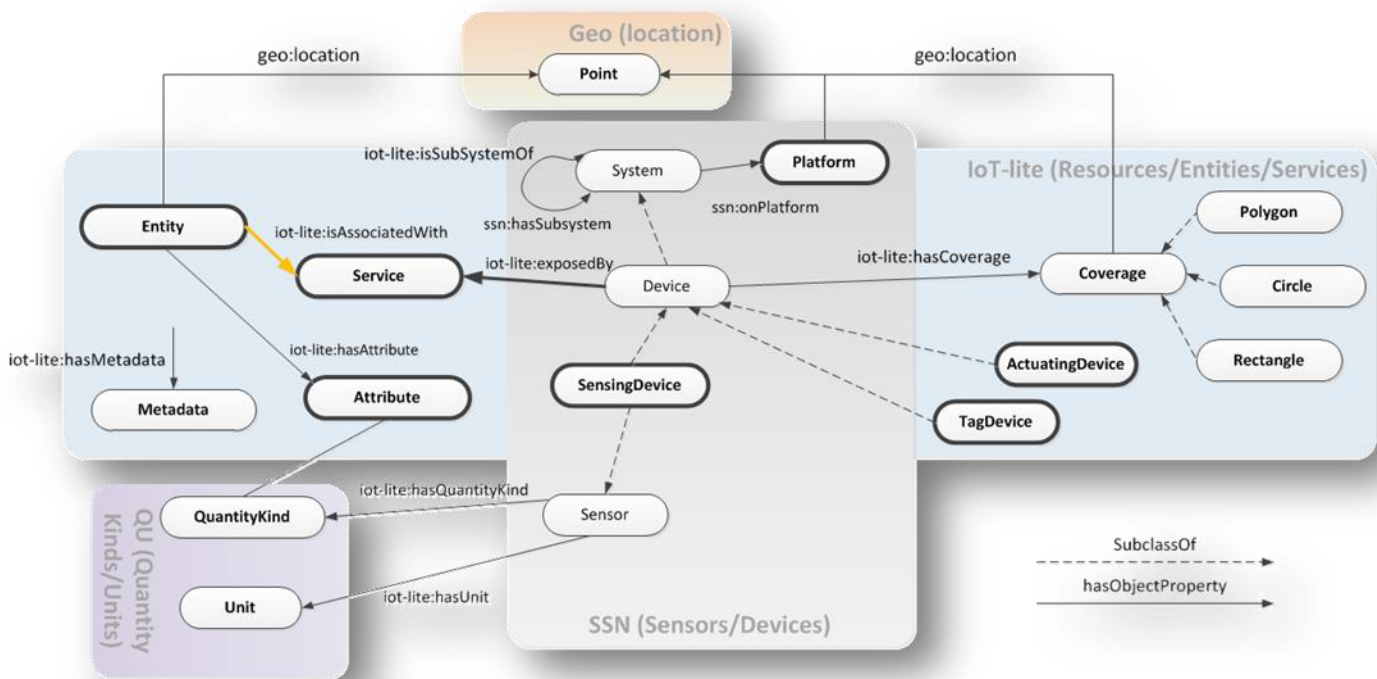 Geo (location)
geo:location
geo:location
Point
iot-lite:isSubSystemOf
System
Platform
IoT-lite (Resources/Entities/Services)
ssn:onPlatform
Polygon
Entity
ssn:hasSubsystem
iot-lite:isAssociatedWith
iot-lite:exposedBy
iot-lite:hasCoverage
Service
Device
Coverage
Circle
iot-lite:hasMetadata
iot-lite:hasAttribute
Rectangle
ActuatingDevice
SensingDevice
Attribute
Metadata
TagDevice
iot-lite:hasQuantityKind
QuantityKind
Sensor
QU (Quantity
Kinds/Units)
SubclassOf
hasObjectProperty
iot-lite:hasUnit
Unit
SSN (Sensors/Devices)